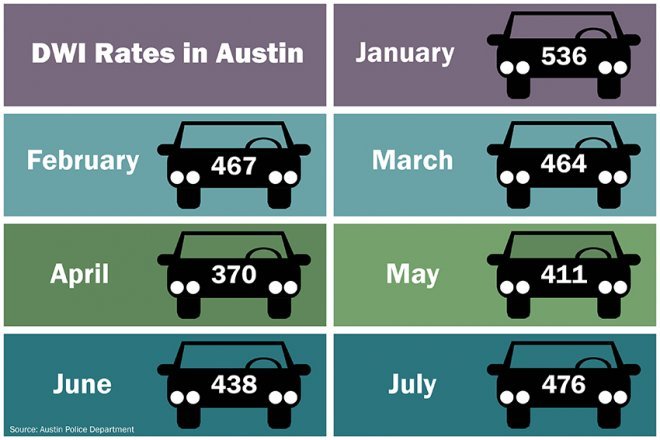 DWI Rates in Austin
January
536
February
467
March
464
April
370
May
411
June
438
July
476
Source: Austin Police Department